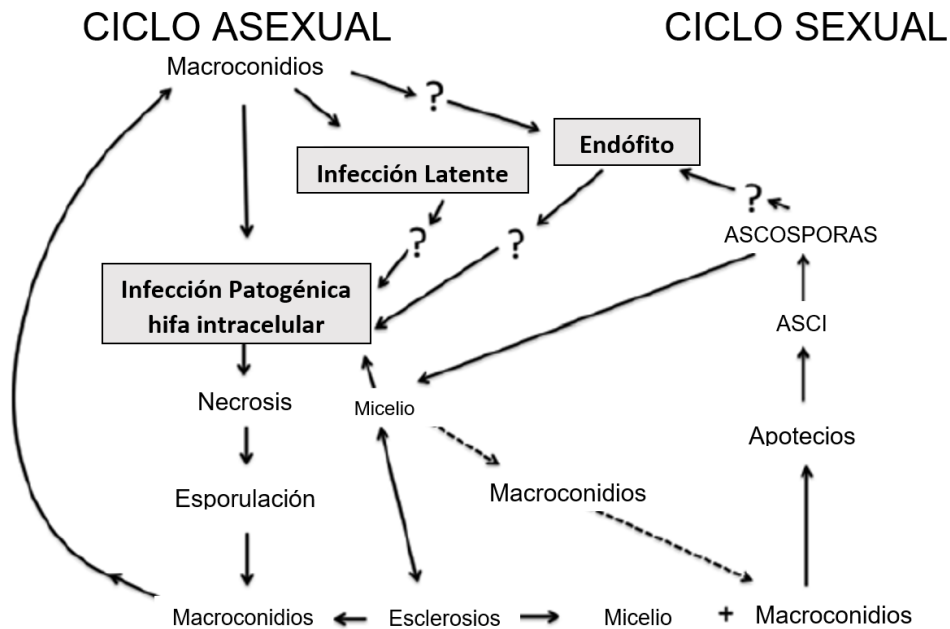 CICLO ASEXUAL
CICLO SEXUAL
Macroconidios
?
Endófito
Infección Latente
?
ASCOSPORAS
?
?
Infección Patogénica
hifa intracelular
ASCI
Necrosis
Micelio
Apotecios
Esporulación
Macroconidios
Macroconidios
Esclerosios
Micelio
+
Macroconidios